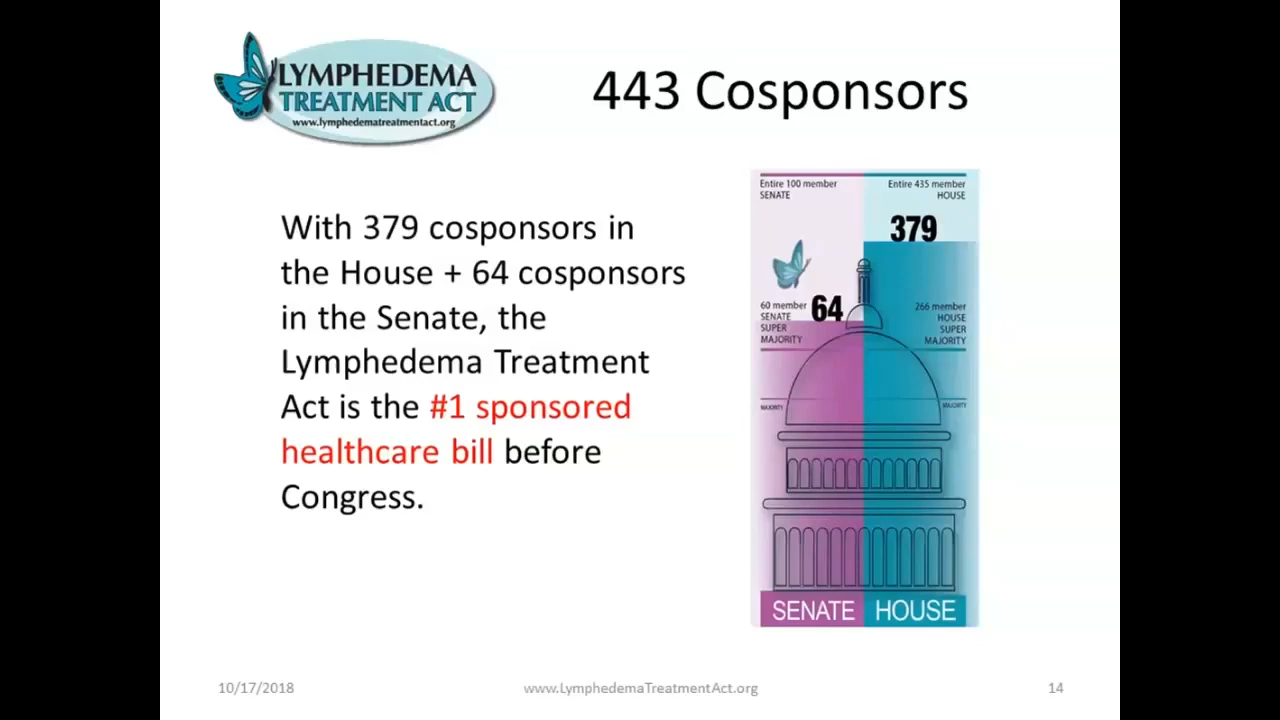 LYMPHEDEMA
TREATMENT ACT
www.lymphedematreatmentact.org
443 Cosponsors
With 379 cosponsors in
the House + 64 cosponsors
in the Senate, the
Lymphedema Treatment
Act is the #1 sponsored
healthcare bill before
Congress.
Entire 100 member
SENATE
Entire 435 member
HOUSE
379
60 member
SENATE
SUPER
MAJORITY
64
266 member
HOUSE
SUPER
MAJORITY
MAJORITY
MAJORITY
SENATE
HOUSE
10/17/2018
www.LymphedemaTreatmentAct.org
14